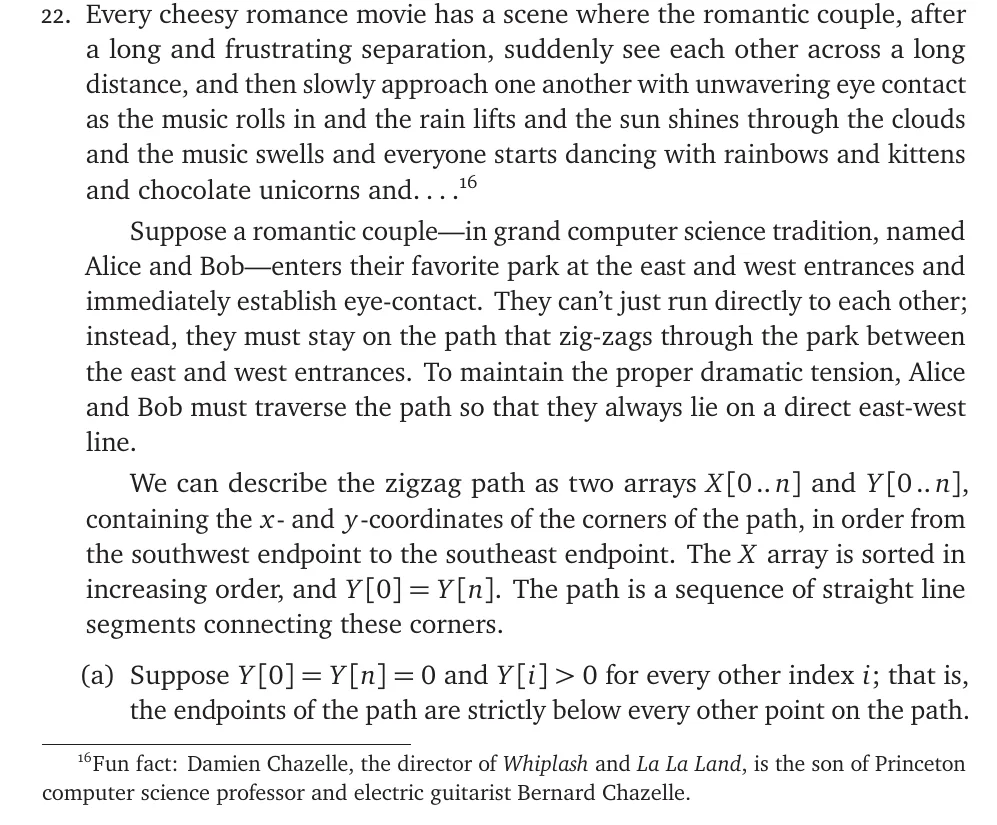 22. Every cheesy romance movie has a scene where the romantic couple, after
a long and frustrating separation, suddenly see each other across a long
distance, and then slowly approach one another with unwavering eye contact
as the music rolls in and the rain lifts and the sun shines through the clouds
and the music swells and everyone starts dancing with rainbows and kittens
and chocolate unicorns and. . . .¹⁶
Suppose a romantic couple—in grand computer science tradition, named
Alice and Bob—enters their favorite park at the east and west entrances and
immediately establish eye-contact. They can’t just run directly to each other;
instead, they must stay on the path that zig-zags through the park between
the east and west entrances. To maintain the proper dramatic tension, Alice
and Bob must traverse the path so that they always lie on a direct east-west
line.
We can describe the zigzag path as two arrays X[0..n] and Y[0..n],
containing the x- and y-coordinates of the corners of the path, in order from
the southwest endpoint to the southeast endpoint. The X array is sorted in
increasing order, and Y[0] = Y[n]. The path is a sequence of straight line
segments connecting these corners.
(a) Suppose Y[0] = Y[n] = 0 and Y[i] > 0 for every other index i; that is,
the endpoints of the path are strictly below every other point on the path.
¹⁶Fun fact: Damien Chazelle, the director of Whiplash and La La Land, is the son of Princeton
computer science professor and electric guitarist Bernard Chazelle.